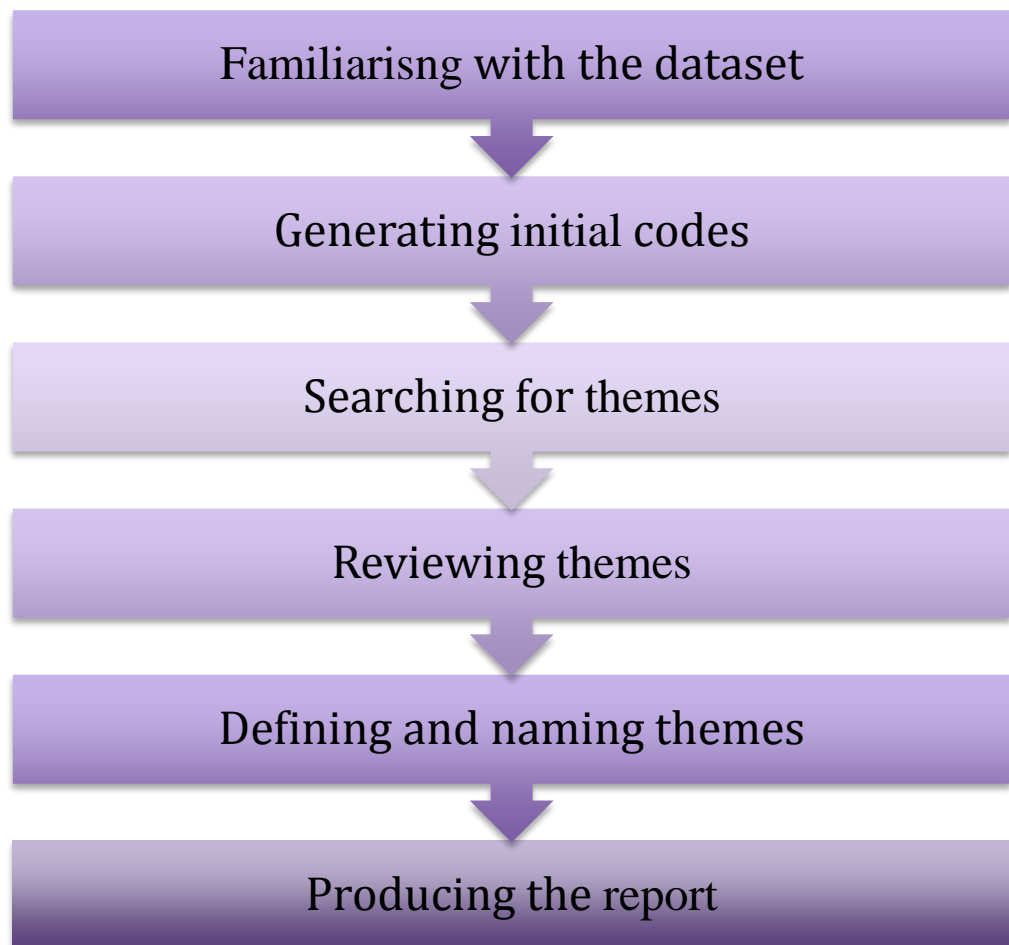 Familiarisng with the dataset
Generating initial codes
Searching for themes
Reviewing themes
Defining and naming themes
Producing the report